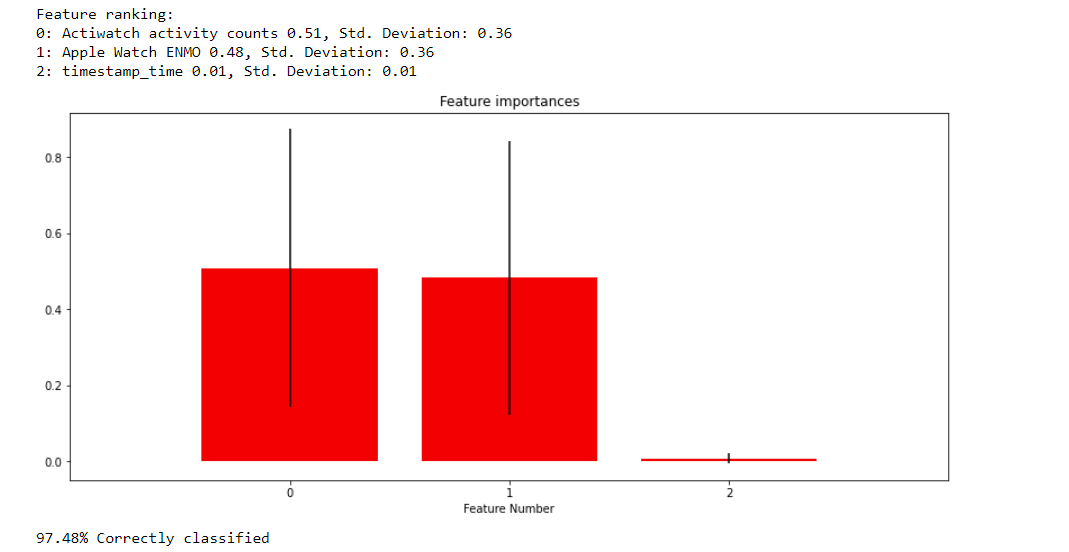 Feature ranking:
0: Actiwatch activity counts 0.51, Std. Deviation: 0.36
1: Apple Watch ENMO 0.48, Std. Deviation: 0.36
2: timestamp_time 0.01, Std. Deviation: 0.01
Feature importances
0.8
0.6
0.4
0.2
0.0
0 1 2
Feature Number
97.48% Correctly classified